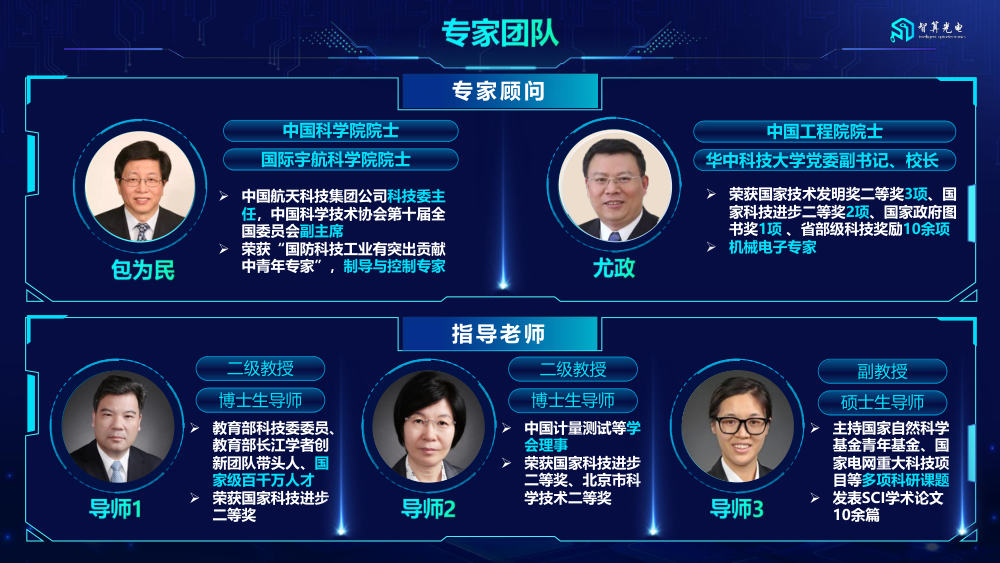 专家团队
智算光电
专家顾问
中国科学院院士
国际宇航科学院院士
中国航天科技集团公司科技委主
任，中国科学技术协会第十届全
国委员会副主席
荣获“国防科技工业有突出贡献
中青年专家”，制导与控制专家
包为民
中国工程院院士
华中科技大学党委副书记、校长
荣获国家技术发明奖二等奖3项、国
家科技进步二等奖2项、国家政府图
书奖1项 、省部级科技奖励10余项
机械电子专家
尤政
指导老师
二级教授
博士生导师
教育部科技委委员、
教育部长江学者创
新团队带头人、国
家级百千万人才
荣获国家科技进步
二等奖
导师1
二级教授
博士生导师
中国计量测试等学
会理事
荣获国家科技进步
二等奖、北京市科
学技术二等奖
导师2
副教授
硕士生导师
主持国家自然科学
基金青年基金、国
家电网重大科技项
目等多项科研课题
发表SCI学术论文
10余篇
导师3